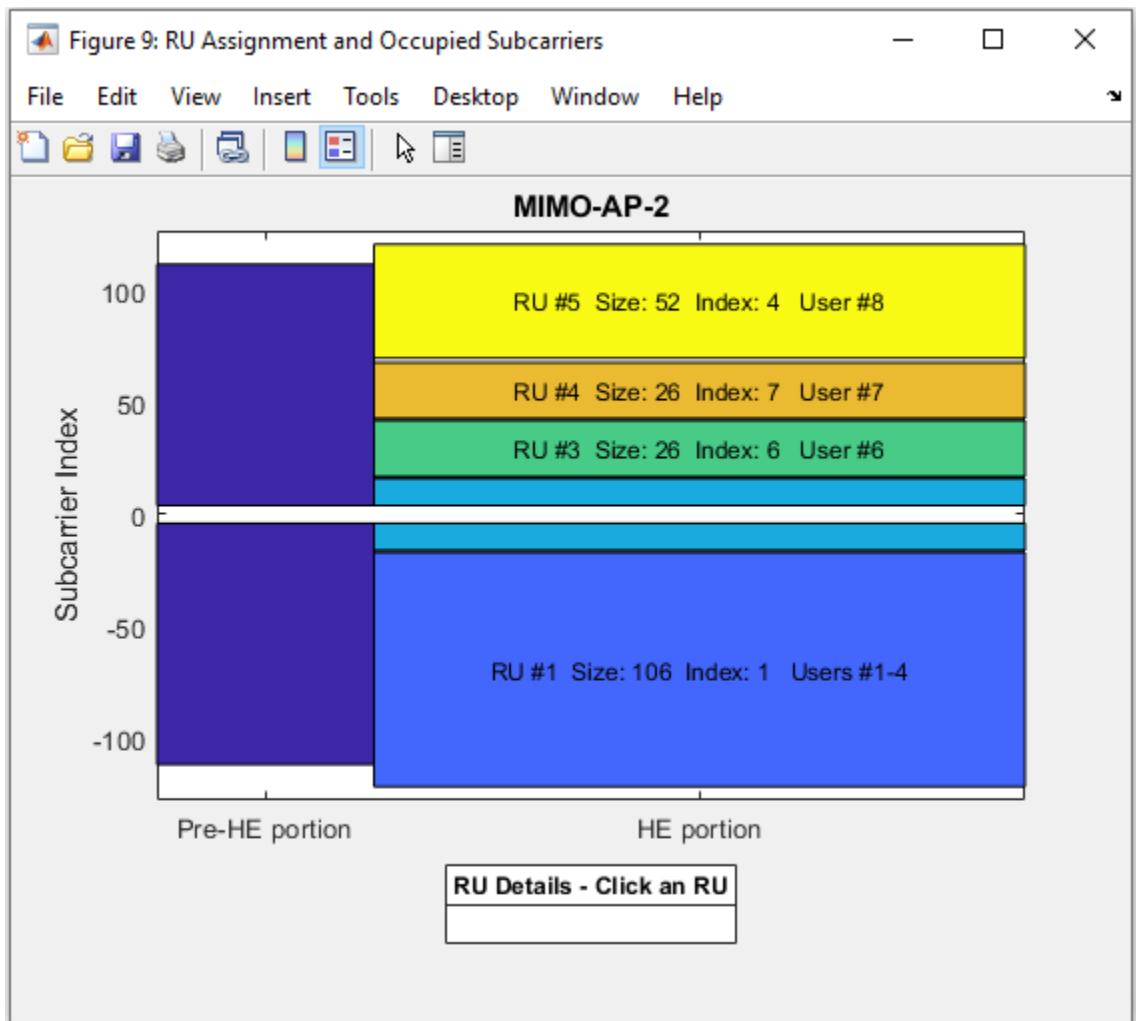 Figure 9: RU Assignment and Occupied Subcarriers
File Edit View Insert Tools Desktop Window Help
MIMO-AP-2
Subcarrier Index
100
50
0
-50
-100
RU #5 Size: 52 Index: 4 User #8
RU #4 Size: 26 Index: 7 User #7
RU #3 Size: 26 Index: 6 User #6
RU #1 Size: 106 Index: 1 Users #1-4
Pre-HE portion
HE portion
RU Details - Click an RU